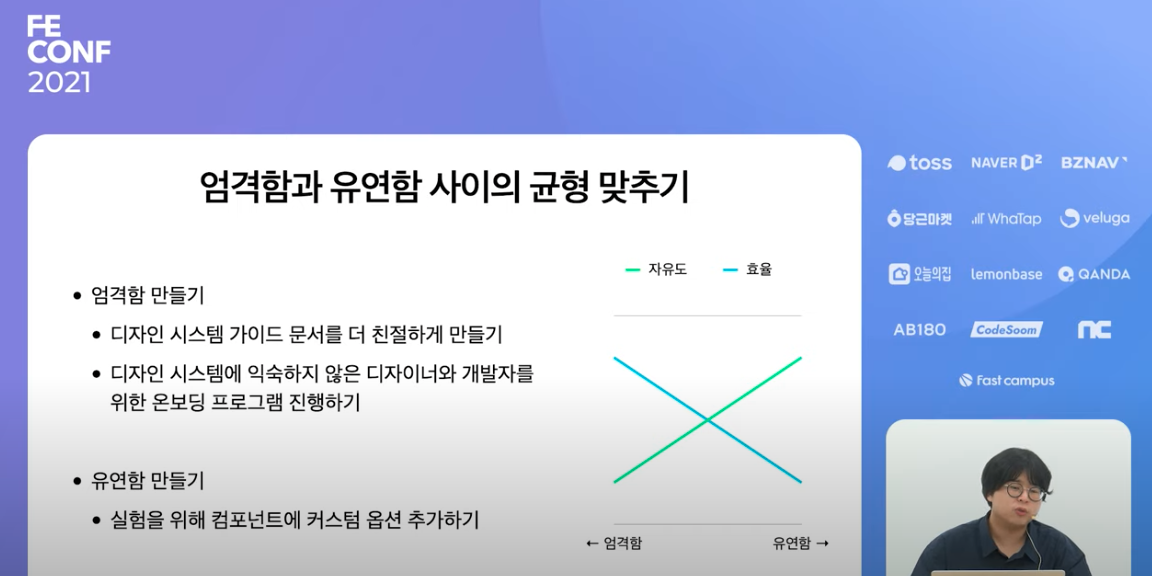 FE
CONF
2021
엄격함과 유연함 사이의 균형 맞추기
• 엄격함 만들기
• 디자인 시스템 가이드 문서를 더 친절하게 만들기
• 디자인 시스템에 익숙하지 않은 디자이너와 개발자를
위한 온보딩 프로그램 진행하기
• 유연함 만들기
• 실험을 위해 컴포넌트에 커스텀 옵션 추가하기
자유도 효율
← 엄격함 유연함 →
toss NAVER D2 BZNAV
당근마켓 WhaTap veluga
오늘의집 lemonbase QANDA
AB180 CodeSoom nc
Fast campus